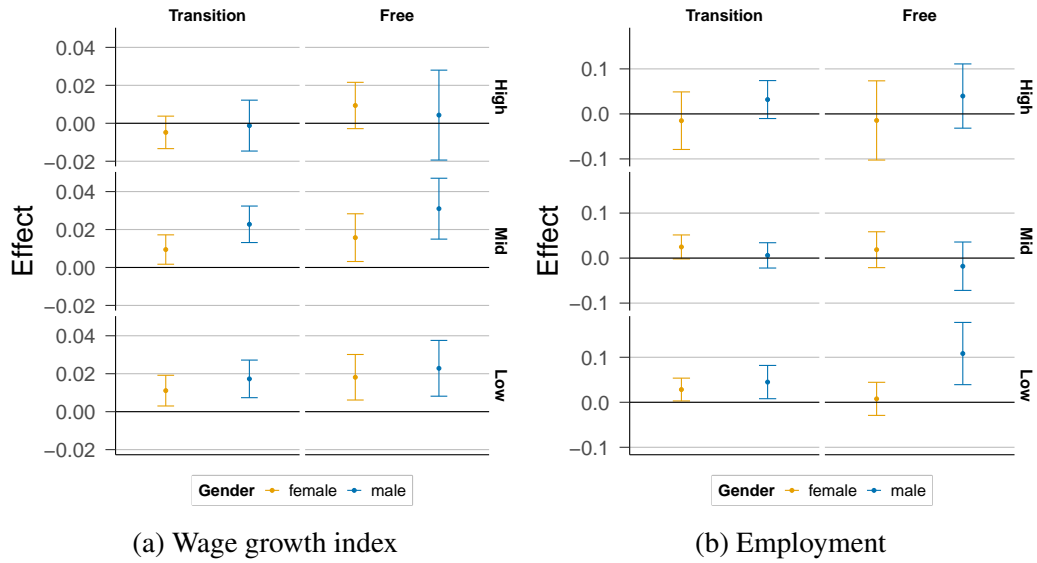 Transition Free
0.04
0.02
0.00
−0.02
High
0.04
0.02
0.00
−0.02
Mid
0.04
0.02
0.00
−0.02
Low
Effect
Gender female male
(a) Wage growth index
Transition Free
0.1
0.0
−0.1
High
0.1
0.0
−0.1
Mid
0.1
0.0
−0.1
Low
Effect
Gender female male
(b) Employment